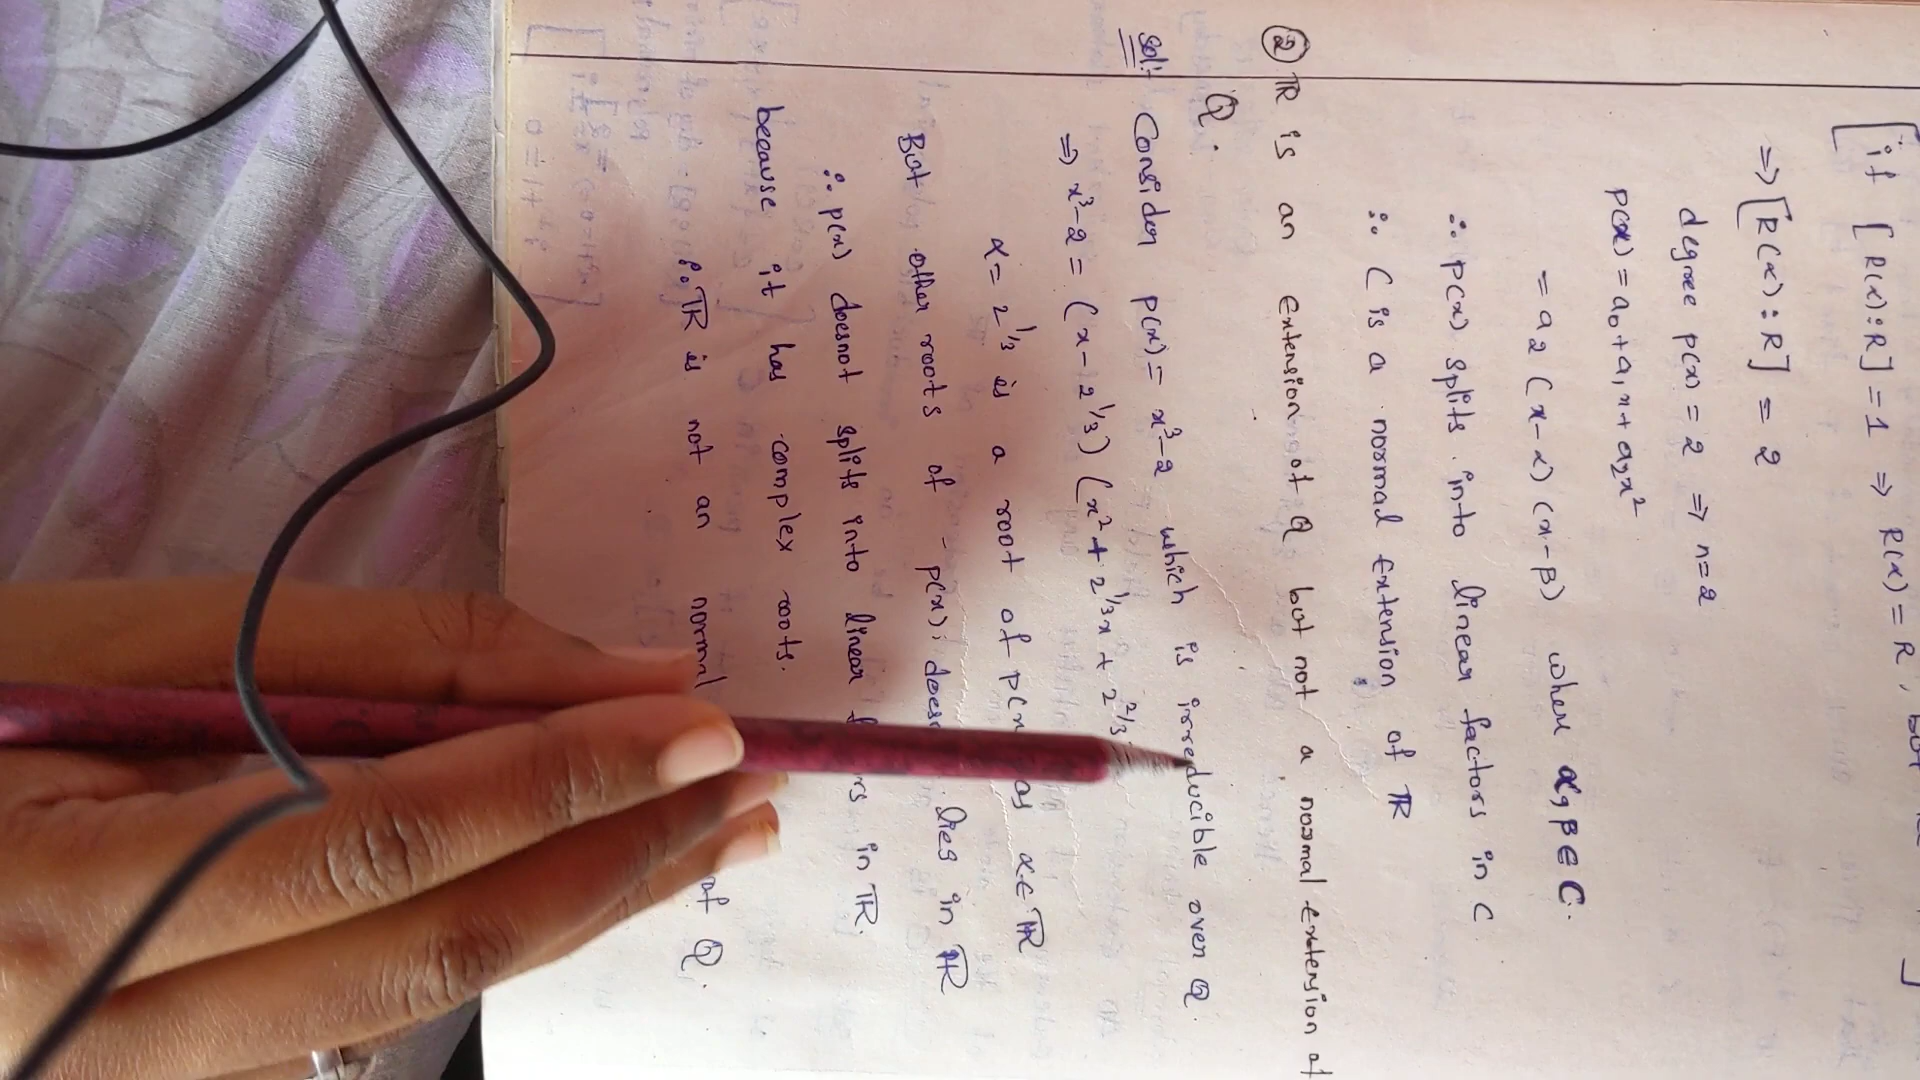 [if [R(α):R]=1 ⇒ R(α)=R,
⇒ [R(α):R] = 2
degree p(x) = 2 ⇒ n=2
p(x) = a₀+a₁x+a₂x²
= a₂(x-α)(x-β) where α,β∈ℂ.
∴ p(x) splits into linear factors in C
∴ C is a normal extension of ℝ
② ℝ is an extension of Q but not a normal extension of
Q.
Sol: Consider p(x) = x³-2 which is irreducible over Q
⇒ x³-2 = (x-2^1/3)(x²+2^1/3x+2^2/3
α = 2^1/3 is a root of p(x) as α∈ℝ
But other roots of p(x) lies in ℝ
∴ p(x) doesnot splits into linear in ℝ.
because it has complex roots.
∴ ℝ is not an normal of Q.